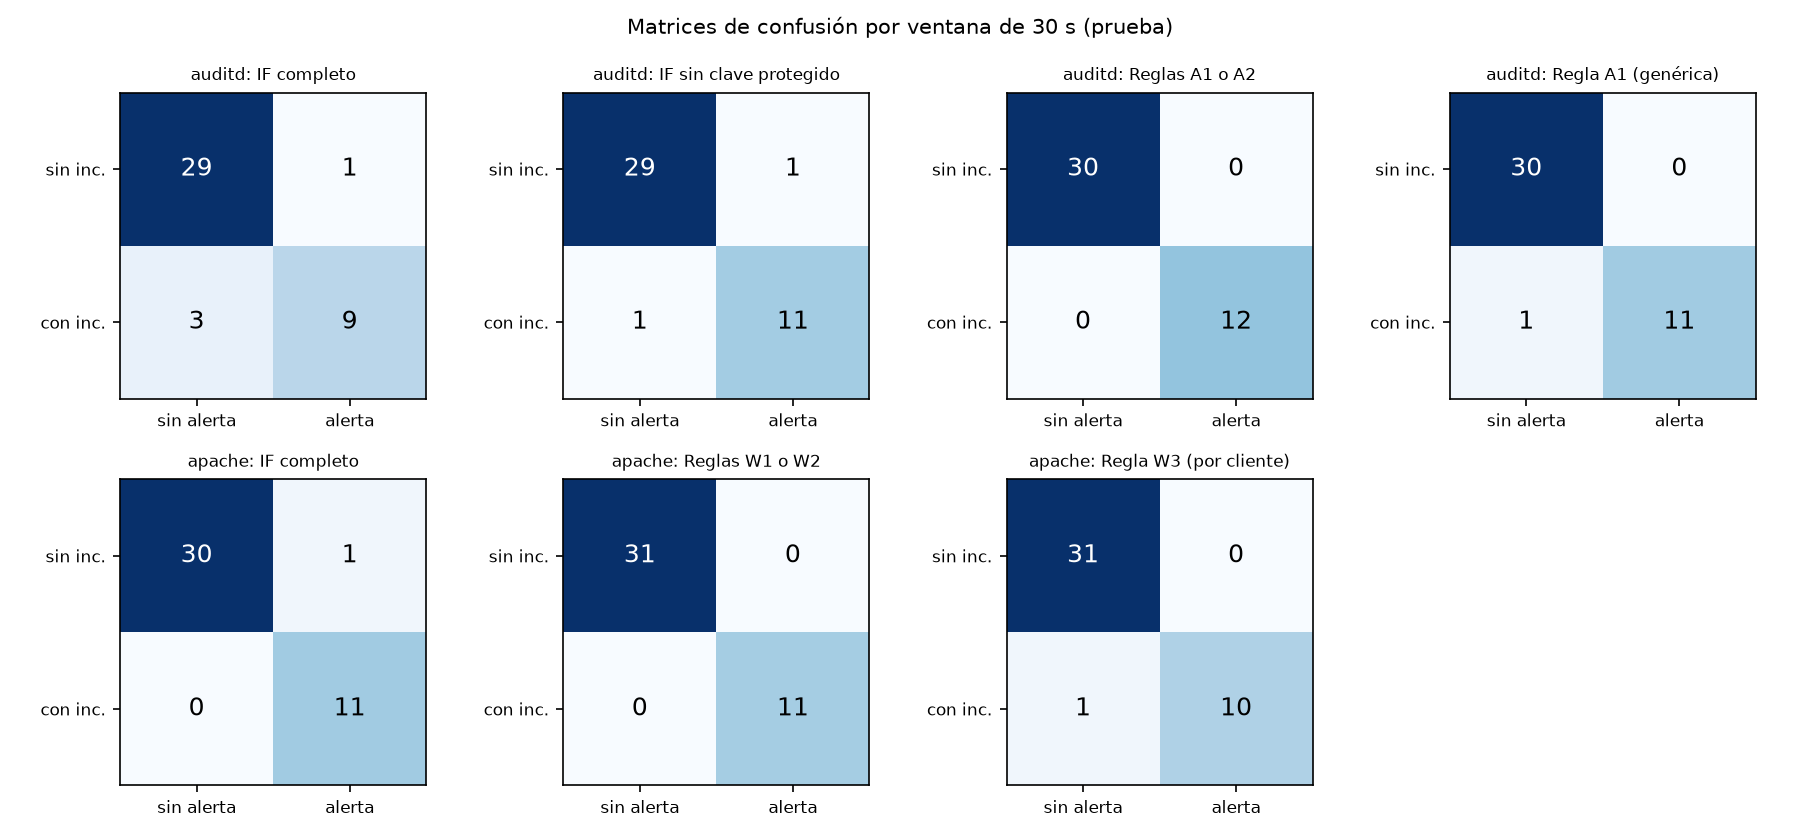 Matrices de confusión por ventana de 30 s (prueba)
auditd: IF completo
auditd: IF sin clave protegido
auditd: Reglas A1 o A2
auditd: Regla A1 (genérica)
sin inc.
29
1
sin inc.
29
1
sin inc.
30
0
sin inc.
30
0
con inc.
3
9
con inc.
1
11
con inc.
0
12
con inc.
1
11
sin alerta
alerta
sin alerta
alerta
sin alerta
alerta
sin alerta
alerta
apache: IF completo
apache: Reglas W1 o W2
apache: Regla W3 (por cliente)
sin inc.
30
1
sin inc.
31
0
sin inc.
31
0
con inc.
0
11
con inc.
0
11
con inc.
1
10
sin alerta
alerta
sin alerta
alerta
sin alerta
alerta